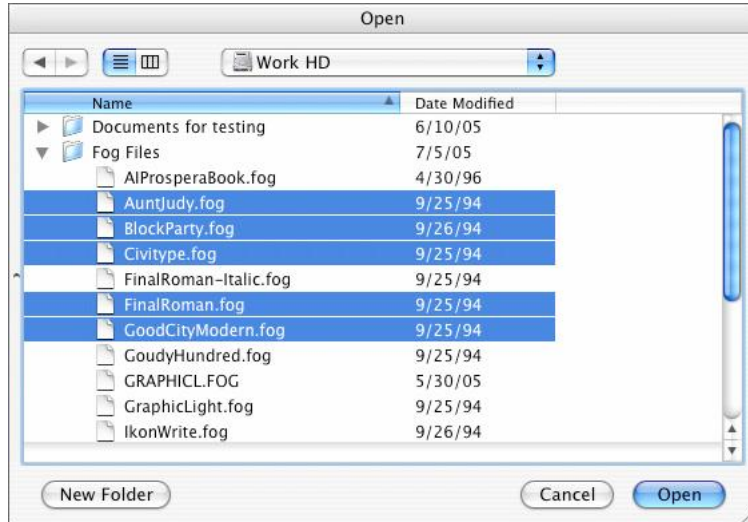 Open
Work HD
Name Date Modified
Documents for testing 6/10/05
Fog Files 7/5/05
AIProsperaBook.fog 4/30/96
AuntJudy.fog 9/25/94
BlockParty.fog 9/26/94
Civitype.fog 9/25/94
FinalRoman-Italic.fog 9/25/94
FinalRoman.fog 9/25/94
GoodCityModern.fog 9/25/94
GoudyHundred.fog 9/25/94
GRAPHICL.FOG 5/30/05
GraphicLight.fog 9/25/94
IkonWrite.fog 9/26/94
New Folder Cancel Open